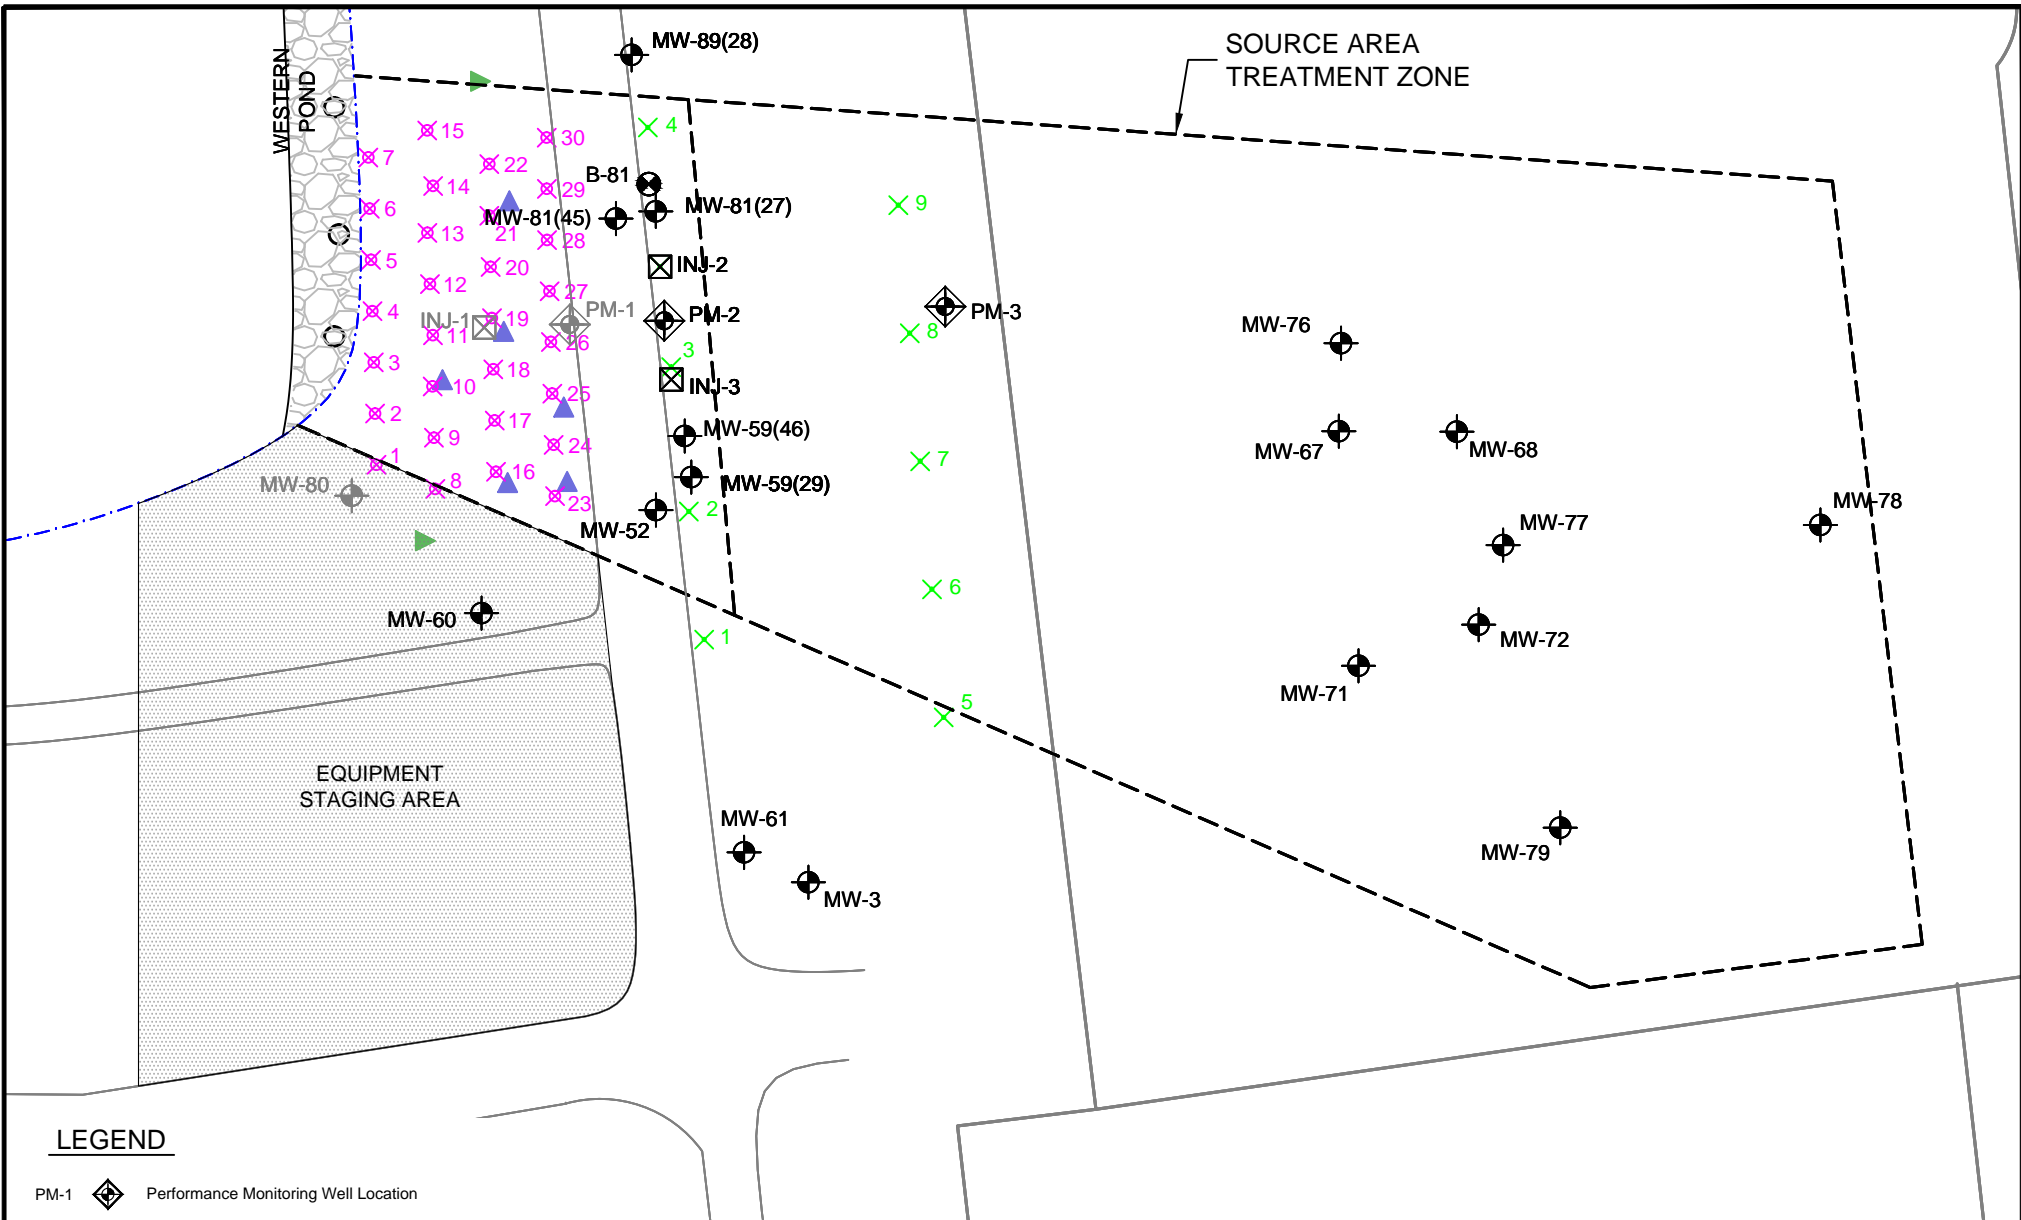 MW-89(28)
SOURCE AREA
TREATMENT ZONE
WESTERN
POND
15
30
4
7
22
B-81
14
29
6
MW-81(45)
MW-81(27)
9
13
21
28
5
20
INJ-2
12
27
4
INJ-1
19
PM-1
PM-2
PM-3
11
26
8
MW-76
3
18
3
10
25
INJ-3
2
17
MW-59(46)
MW-67
MW-68
9
24
1
16
7
MW-80
8
23
MW-59(29)
MW-78
MW-52
2
MW-77
6
MW-60
1
MW-72
MW-71
5
EQUIPMENT
STAGING AREA
MW-61
MW-79
MW-3
LEGEND
PM-1
Performance Monitoring Well Location